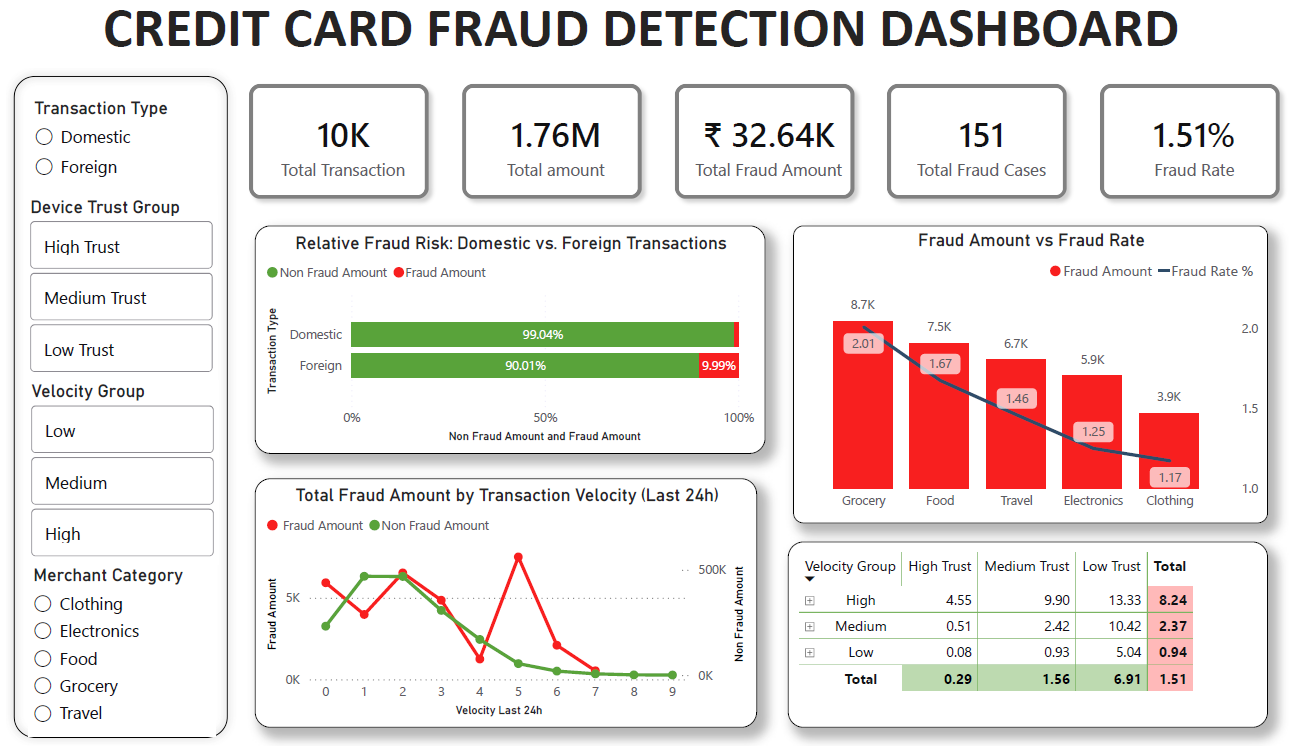 CREDIT CARD FRAUD DETECTION DASHBOARD
Transaction Type
Domestic
Foreign
Device Trust Group
High Trust
Medium Trust
Low Trust
Velocity Group
Low
Medium
High
Merchant Category
Clothing
Electronics
Food
Grocery
Travel
10K
Total Transaction
1.76M
Total amount
₹ 32.64K
Total Fraud Amount
151
Total Fraud Cases
1.51%
Fraud Rate
Relative Fraud Risk: Domestic vs. Foreign Transactions
Non Fraud Amount Fraud Amount
Transaction Type
Domestic 99.04%
Foreign 90.01% 9.99%
0% 50% 100%
Non Fraud Amount and Fraud Amount
Fraud Amount vs Fraud Rate
Fraud Amount Fraud Rate %
8.7K 7.5K 6.7K 5.9K 3.9K
2.01 1.67 1.46 1.25 1.17
2.0
1.5
1.0
Grocery Food Travel Electronics Clothing
Total Fraud Amount by Transaction Velocity (Last 24h)
Fraud Amount Non Fraud Amount
Fraud Amount
5K
0K
500K
0K
Non Fraud Amount
0 1 2 3 4 5 6 7 8 9
Velocity Last 24h
Velocity Group High Trust Medium Trust Low Trust Total
High 4.55 9.90 13.33 8.24
Medium 0.51 2.42 10.42 2.37
Low 0.08 0.93 5.04 0.94
Total 0.29 1.56 6.91 1.51